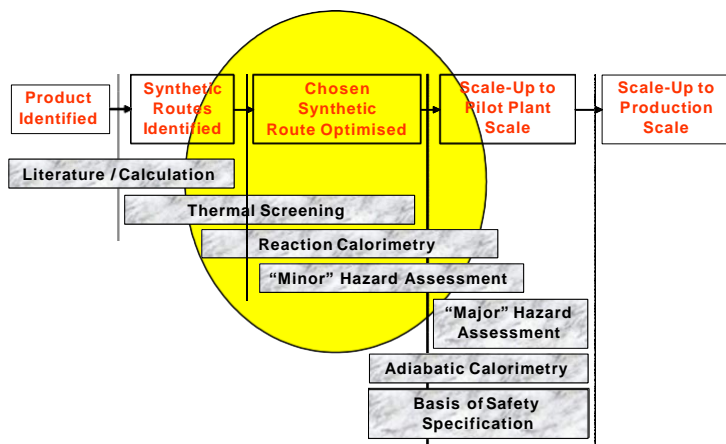 Product
Identified
Synthetic
Routes
Identified
Chosen
Synthetic
Route Optimised
Scale-Up to
Pilot Plant
Scale
Scale-Up to
Production
Scale
Literature / Calculation
Thermal Screening
Reaction Calorimetry
“Minor” Hazard Assessment
“Major” Hazard
Assessment
Adiabatic Calorimetry
Basis of Safety
Specification